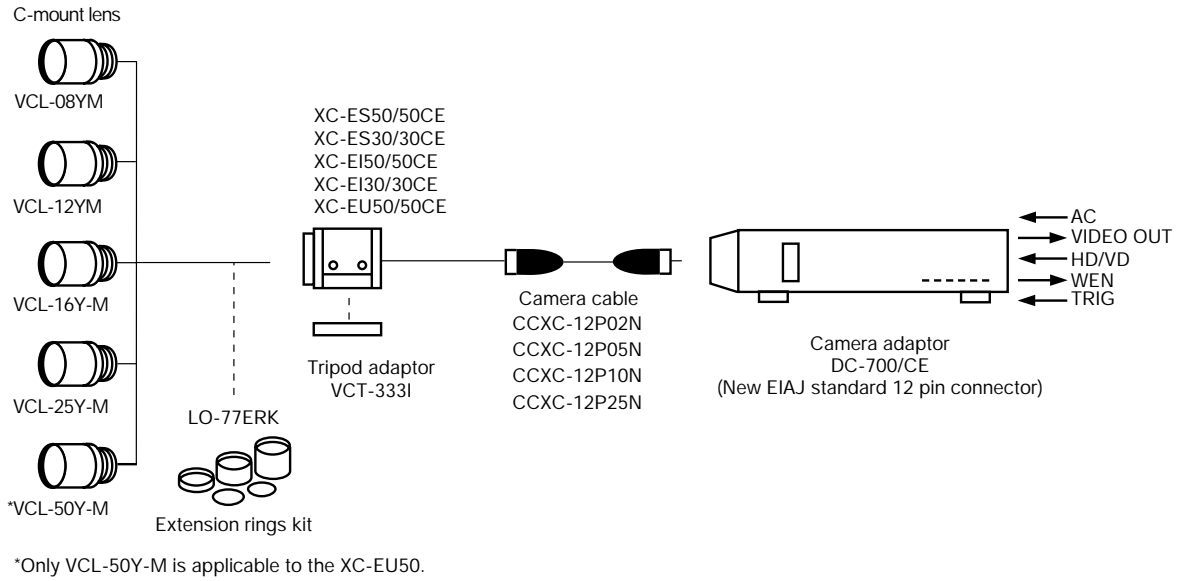 C-mount lens
VCL-08YM
VCL-12YM
VCL-16Y-M
VCL-25Y-M
*VCL-50Y-M
LO-77ERK
Extension rings kit
XC-ES50/50CE
XC-ES30/30CE
XC-EI50/50CE
XC-EI30/30CE
XC-EU50/50CE
Tripod adaptor
VCT-333I
Camera cable
CCXC-12P02N
CCXC-12P05N
CCXC-12P10N
CCXC-12P25N
Camera adaptor
DC-700/CE
(New EIAJ standard 12 pin connector)
AC
VIDEO OUT
HD/VD
WEN
TRIG
*Only VCL-50Y-M is applicable to the XC-EU50.